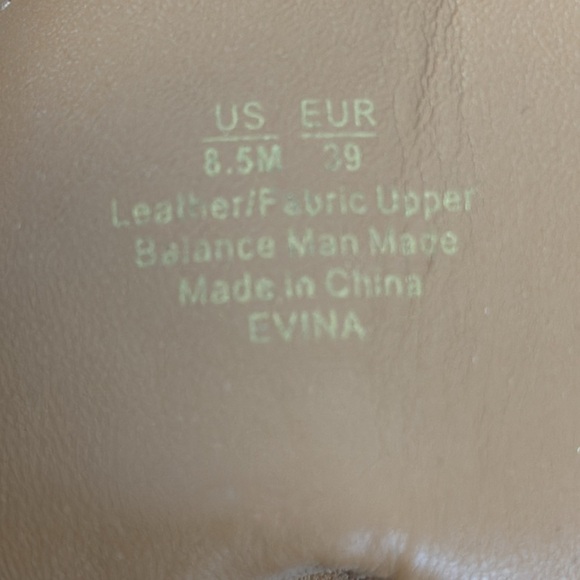 US EUR
8.5M 39
Leather/Fabric Upper
Balance Man Made
Made in China
EVINA